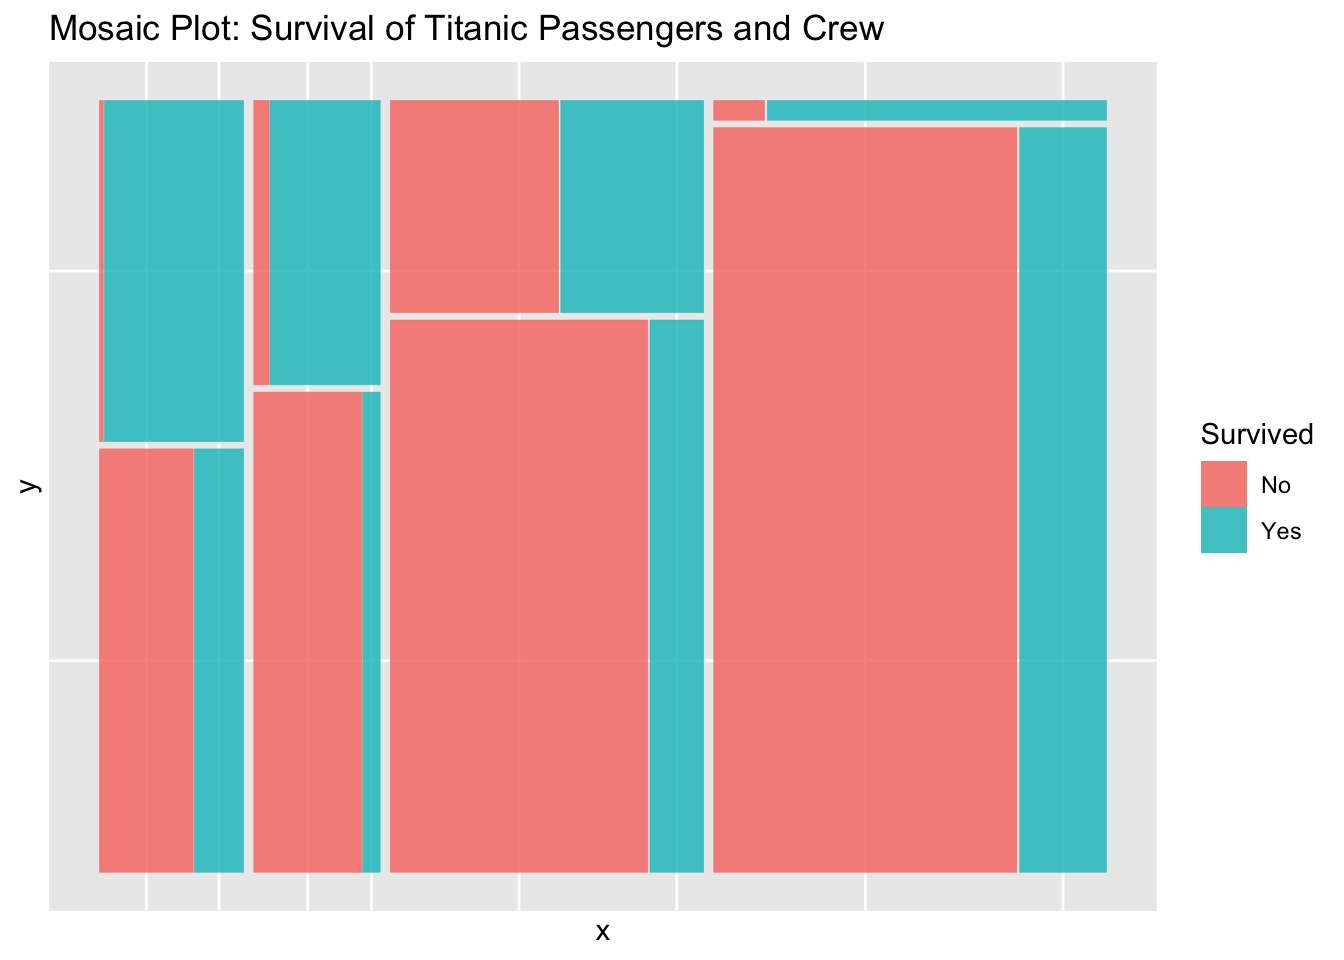 Mosaic Plot: Survival of Titanic Passengers and Crew
y
Survived
No
Yes
x